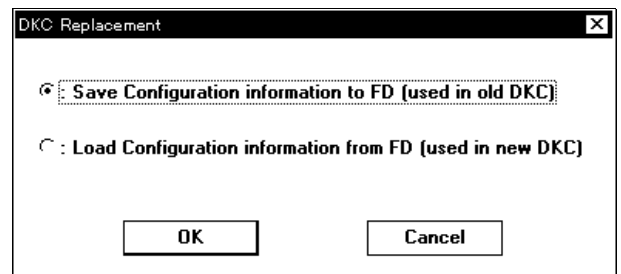 DKC Replacement
: Save Configuration information to FD (used in old DKC)
: Load Configuration information from FD (used in new DKC)
OK Cancel